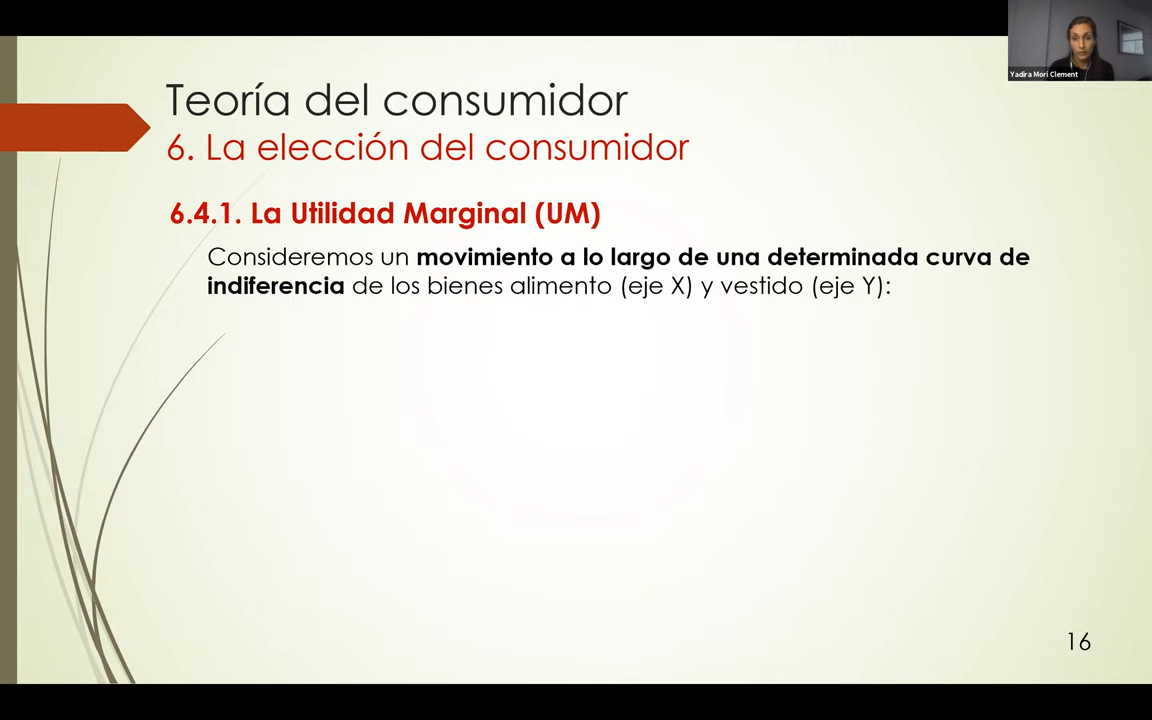 Yadira Mori Clement
Teoría del consumidor
6. La elección del consumidor
6.4.1. La Utilidad Marginal (UM)
Consideremos un movimiento a lo largo de una determinada curva de
indiferencia de los bienes alimento (eje X) y vestido (eje Y):
16